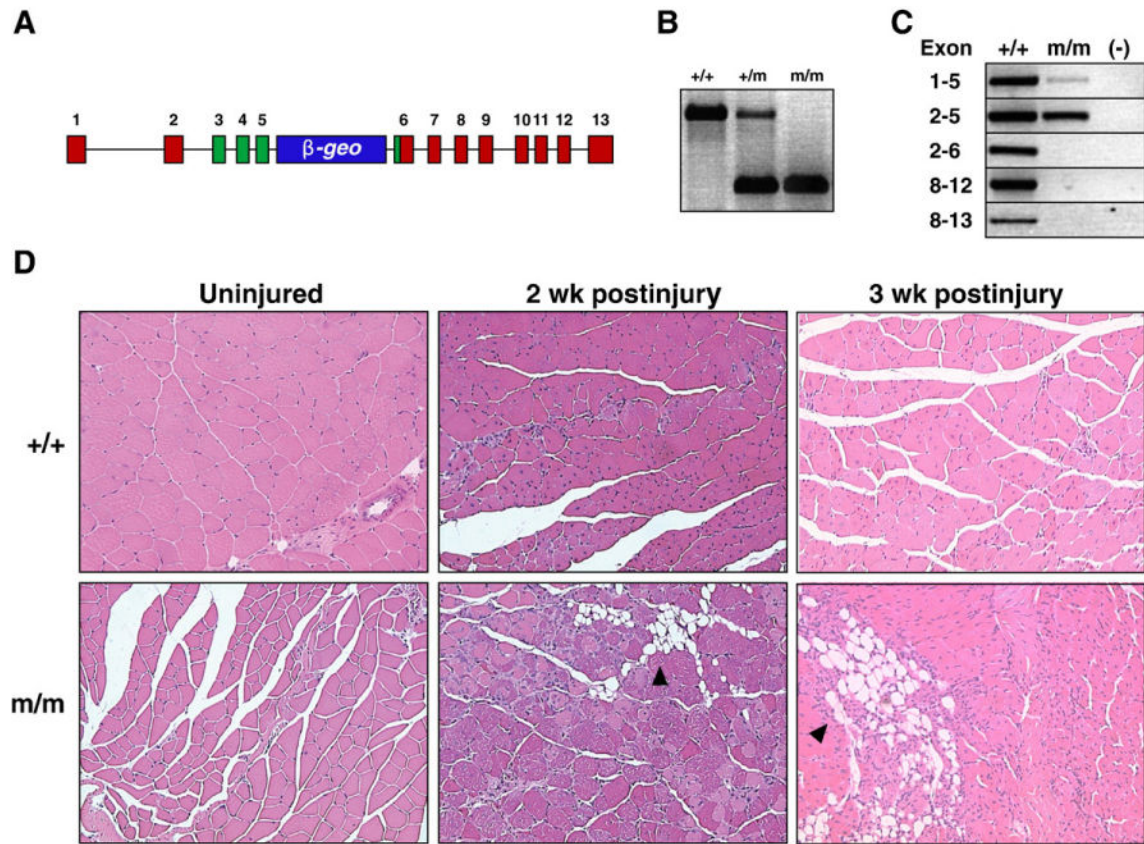 A
1 2 3 4 5 6 7 8 9 10 11 12 13
β-geo
B
+/+ +/m m/m
C
Exon +/+ m/m (-)
1-5
2-5
2-6
8-12
8-13
D
Uninjured 2 wk postinjury 3 wk postinjury
+/+
m/m